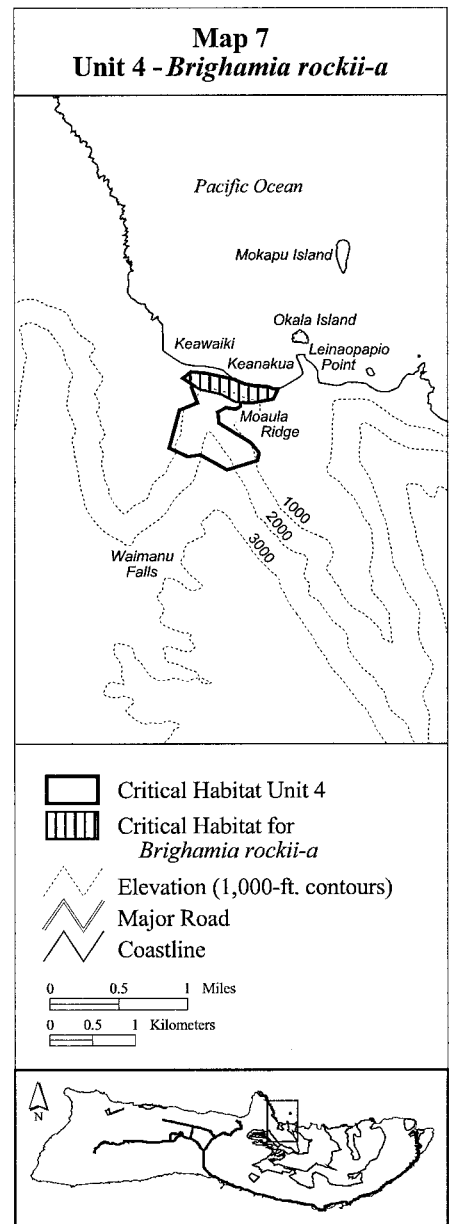 Map 7
Unit 4 - Brighamia rockii-a
Pacific Ocean
Mokapu Island
Okala Island
Keawaiki
Leinaopapio
Point
Keanakua
Moaula
Ridge
1000
2000
3000
Waimanu
Falls
Critical Habitat Unit 4
Critical Habitat for
Brighamia rockii-a
Elevation (1,000-ft. contours)
Major Road
Coastline
0 0.5 1 Miles
0 0.5 1 Kilometers
N